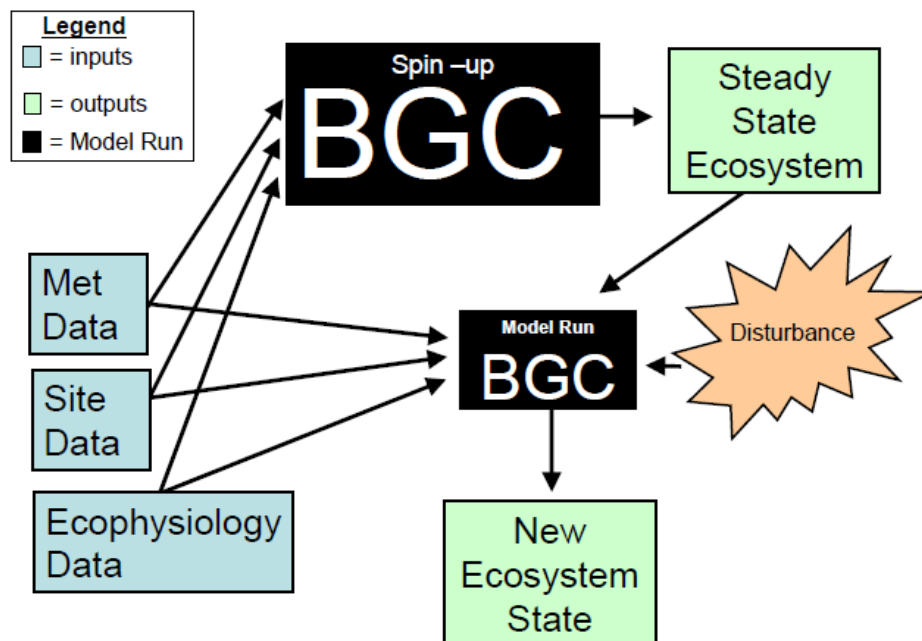 Legend
= inputs
= outputs
= Model Run
Spin –up
BGC
Steady
State
Ecosystem
Met
Data
Site
Data
Ecophysiology
Data
Model Run
BGC
Disturbance
New
Ecosystem
State